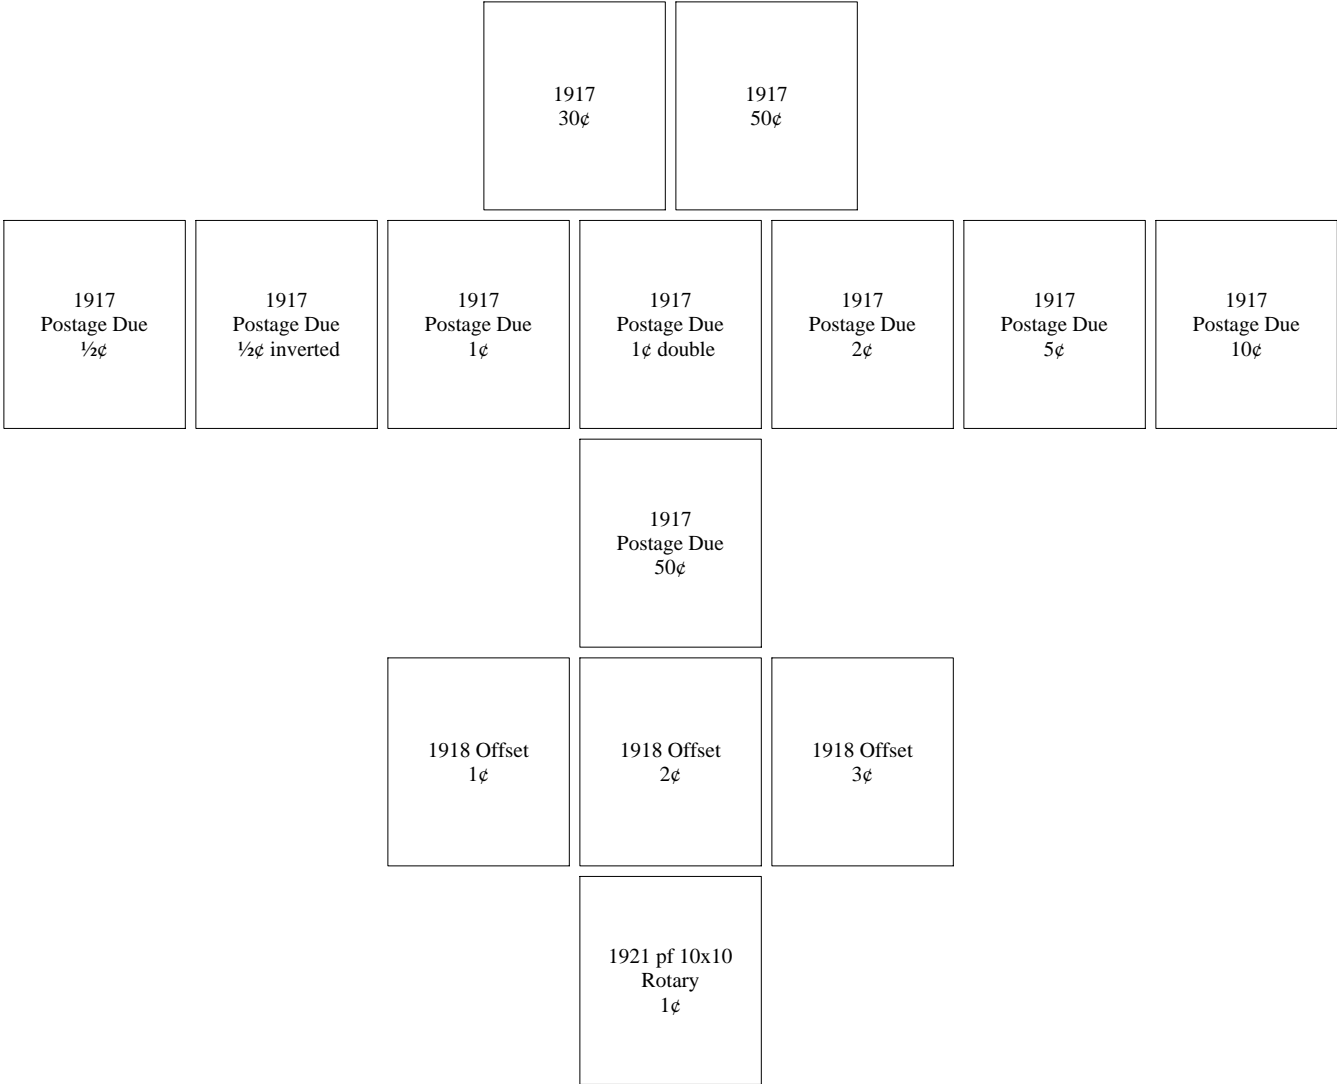 1917
30¢
1917
50¢
1917
Postage Due
½¢
1917
Postage Due
½¢ inverted
1917
Postage Due
1¢
1917
Postage Due
1¢ double
1917
Postage Due
2¢
1917
Postage Due
5¢
1917
Postage Due
10¢
1917
Postage Due
50¢
1918 Offset
1¢
1918 Offset
2¢
1918 Offset
3¢
1921 pf 10x10
Rotary
1¢